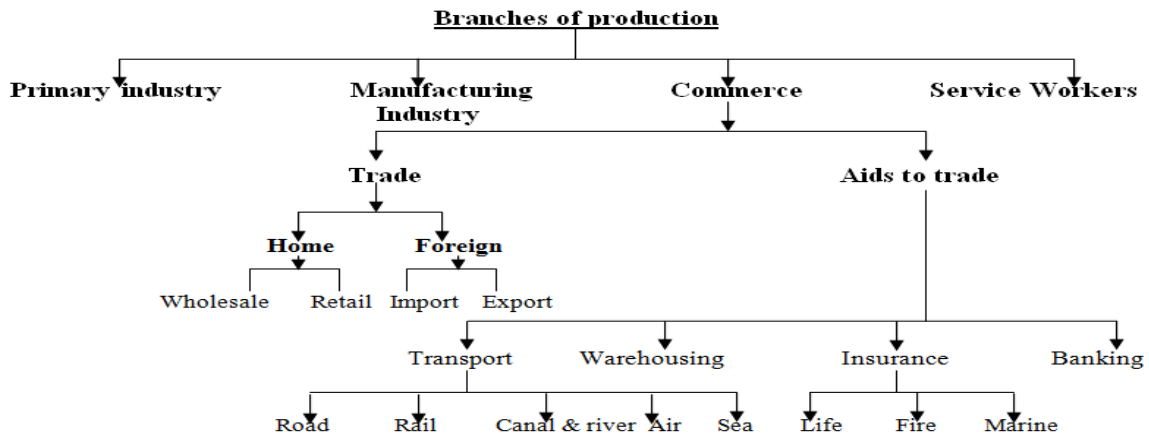 Branches of production
Primary industry Manufacturing Commerce Service Workers
Industry
Trade Aids to trade
Home Foreign
Wholesale Retail Import Export
Transport Warehousing Insurance Banking
Road Rail Canal & river Air Sea Life Fire Marine